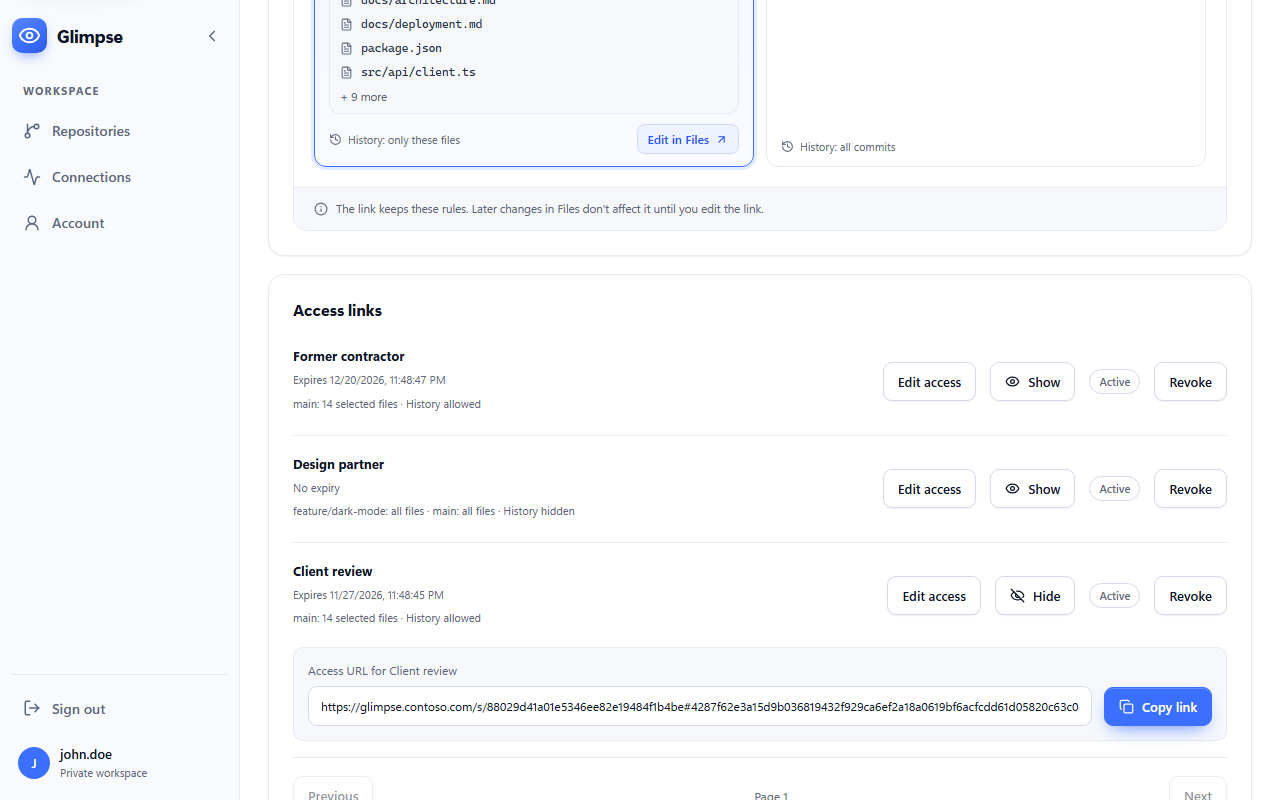 Glimpse
WORKSPACE
Repositories
Connections
Account
Sign out
J
john.doe
Private workspace
docs/architecture.md
docs/deployment.md
package.json
src/api/client.ts
+ 9 more
History: only these files
Edit in Files
History: all commits
The link keeps these rules. Later changes in Files don't affect it until you edit the link.
Access links
Former contractor
Expires 12/20/2026, 11:48:47 PM
main: 14 selected files · History allowed
Edit access
Show
Active
Revoke
Design partner
No expiry
feature/dark-mode: all files · main: all files · History hidden
Edit access
Show
Active
Revoke
Client review
Expires 11/27/2026, 11:48:45 PM
main: 14 selected files · History allowed
Edit access
Hide
Active
Revoke
Access URL for Client review
https://glimpse.contoso.com/s/88029d41a01e5346ee82e19484f1b4be#4287f62e3a15d9b036819432f929ca6ef2a18a0619bf6acfcdd61d05820c63c0
Copy link
Previous
Page 1
Next